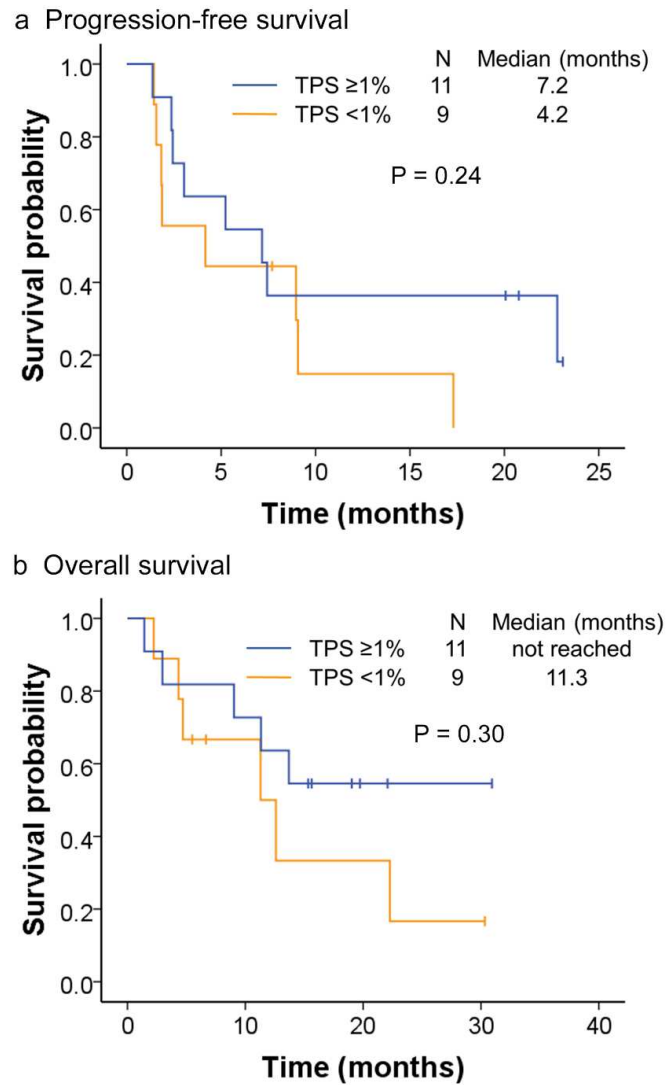 a Progression-free survival
N Median (months)
TPS ≥1% 11 7.2
TPS <1% 9 4.2
P = 0.24
Survival probability
1.0
0.8
0.6
0.4
0.2
0.0
0 5 10 15 20 25
Time (months)
b Overall survival
N Median (months)
TPS ≥1% 11 not reached
TPS <1% 9 11.3
P = 0.30
Survival probability
1.0
0.8
0.6
0.4
0.2
0.0
0 10 20 30 40
Time (months)